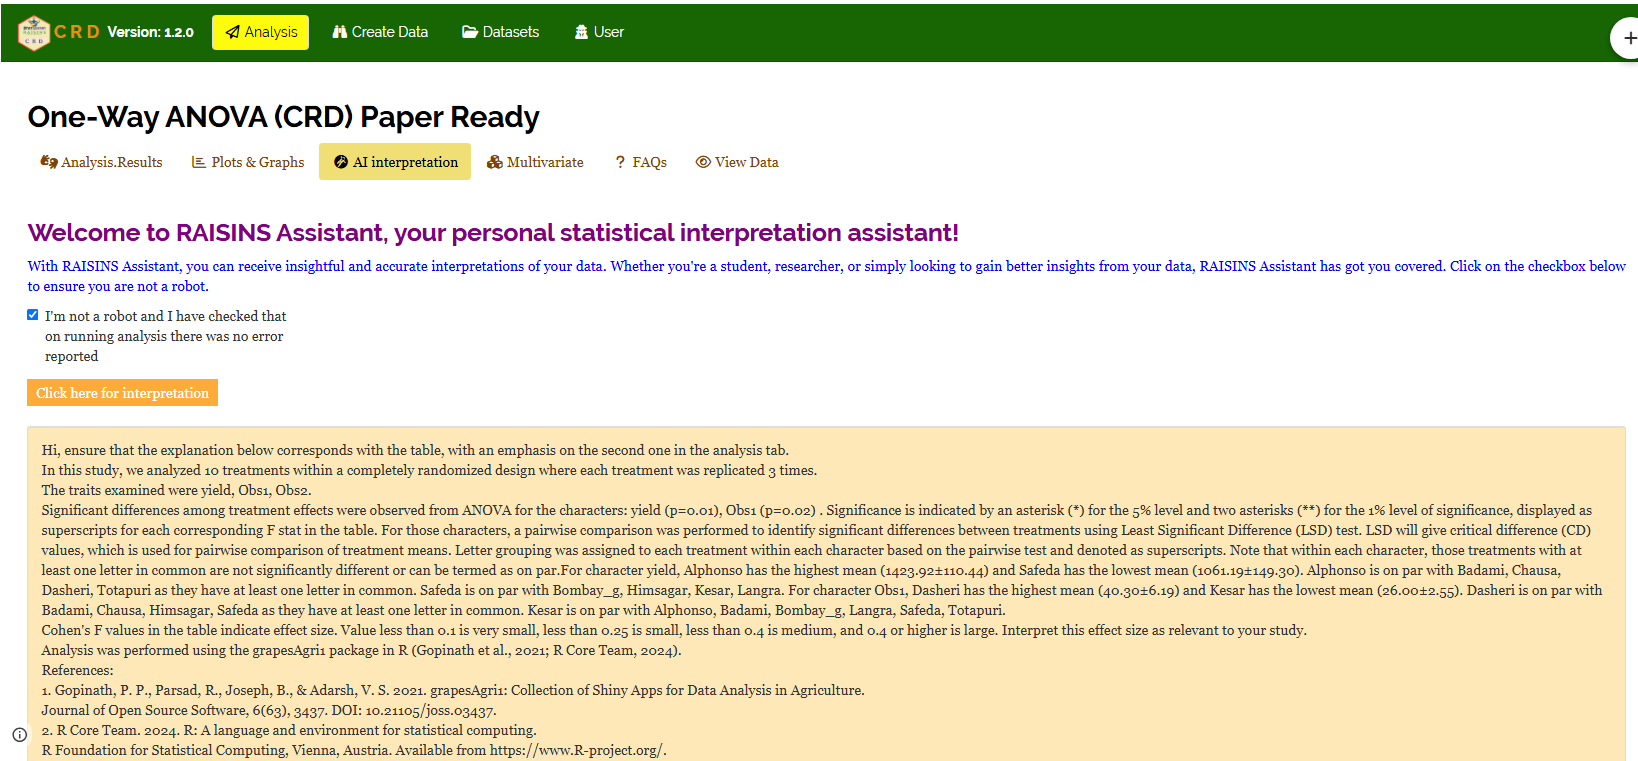 CRD Version: 1.2.0 Analysis Create Data Datasets User
One-Way ANOVA (CRD) Paper Ready
Analysis.Results Plots & Graphs AI interpretation Multivariate ? FAQs View Data
Welcome to RAISINS Assistant, your personal statistical interpretation assistant!
With RAISINS Assistant, you can receive insightful and accurate interpretations of your data. Whether you're a student, researcher, or simply looking to gain better insights from your data, RAISINS Assistant has got you covered. Click on the checkbox below
to ensure you are not a robot.
I'm not a robot and I have checked that
on running analysis there was no error
reported
Click here for interpretation
Hi, ensure that the explanation below corresponds with the table, with an emphasis on the second one in the analysis tab.
In this study, we analyzed 10 treatments within a completely randomized design where each treatment was replicated 3 times.
The traits examined were yield, Obs1, Obs2.
Significant differences among treatment effects were observed from ANOVA for the characters: yield (p=0.01), Obs1 (p=0.02) . Significance is indicated by an asterisk (*) for the 5% level and two asterisks (**) for the 1% level of significance, displayed as
superscripts for each corresponding F stat in the table. For those characters, a pairwise comparison was performed to identify significant differences between treatments using Least Significant Difference (LSD) test. LSD will give critical difference (CD)
values, which is used for pairwise comparison of treatment means. Letter grouping was assigned to each treatment within each character based on the pairwise test and denoted as superscripts. Note that within each character, those treatments with at
least one letter in common are not significantly different or can be termed as on par.For character yield, Alphonso has the highest mean (1423.92±110.44) and Safeda has the lowest mean (1061.19±149.30). Alphonso is on par with Badami, Chausa,
Dasheri, Totapuri as they have at least one letter in common. Safeda is on par with Bombay_g, Himsagar, Kesar, Langra. For character Obs1, Dasheri has the highest mean (40.30±6.19) and Kesar has the lowest mean (26.00±2.55). Dasheri is on par with
Badami, Chausa, Himsagar, Safeda as they have at least one letter in common. Kesar is on par with Alphonso, Badami, Bombay_g, Langra, Safeda, Totapuri.
Cohen's F values in the table indicate effect size. Value less than 0.1 is very small, less than 0.25 is small, less than 0.4 is medium, and 0.4 or higher is large. Interpret this effect size as relevant to your study.
Analysis was performed using the grapesAgri1 package in R (Gopinath et al., 2021; R Core Team, 2024).
References:
1. Gopinath, P. P., Parsad, R., Joseph, B., & Adarsh, V. S. 2021. grapesAgri1: Collection of Shiny Apps for Data Analysis in Agriculture.
Journal of Open Source Software, 6(63), 3437. DOI: 10.21105/joss.03437.
2. R Core Team. 2024. R: A language and environment for statistical computing.
R Foundation for Statistical Computing, Vienna, Austria. Available from https://www.R-project.org/.